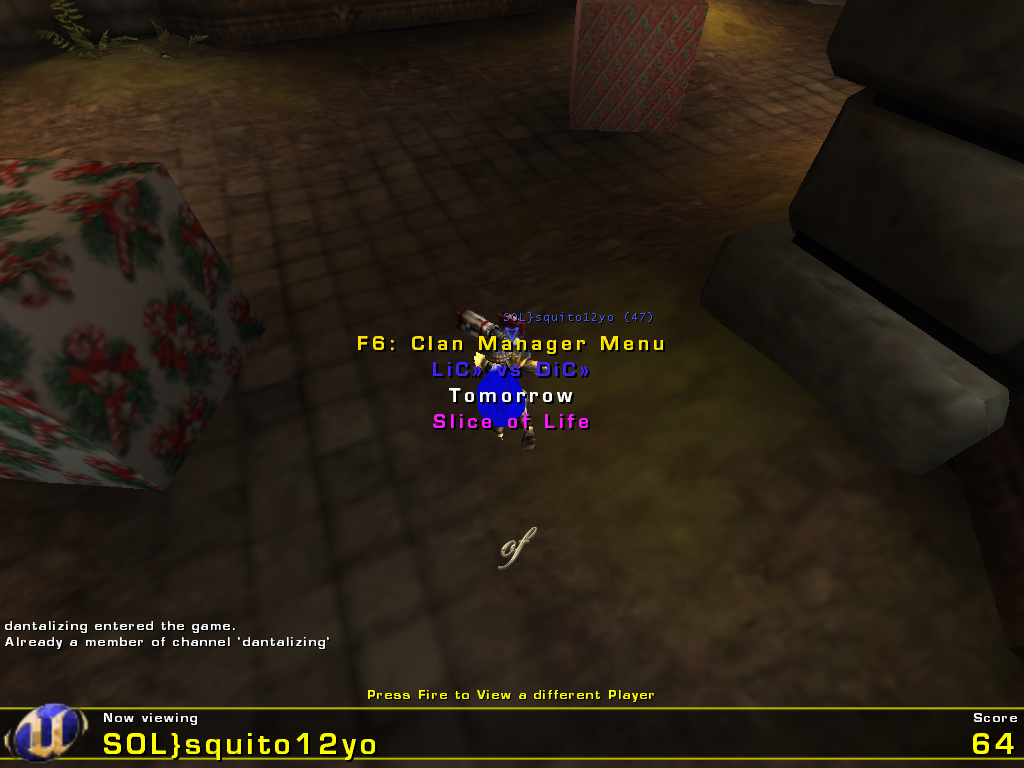 SOL}squito12yo (47)
F6: Clan Manager Menu
LiC» vs DiC»
Tomorrow
Slice of Life
of
dantalizing entered the game.
Already a member of channel 'dantalizing'
Press Fire to View a different Player
Now viewing
SOL}squito12yo
Score
64